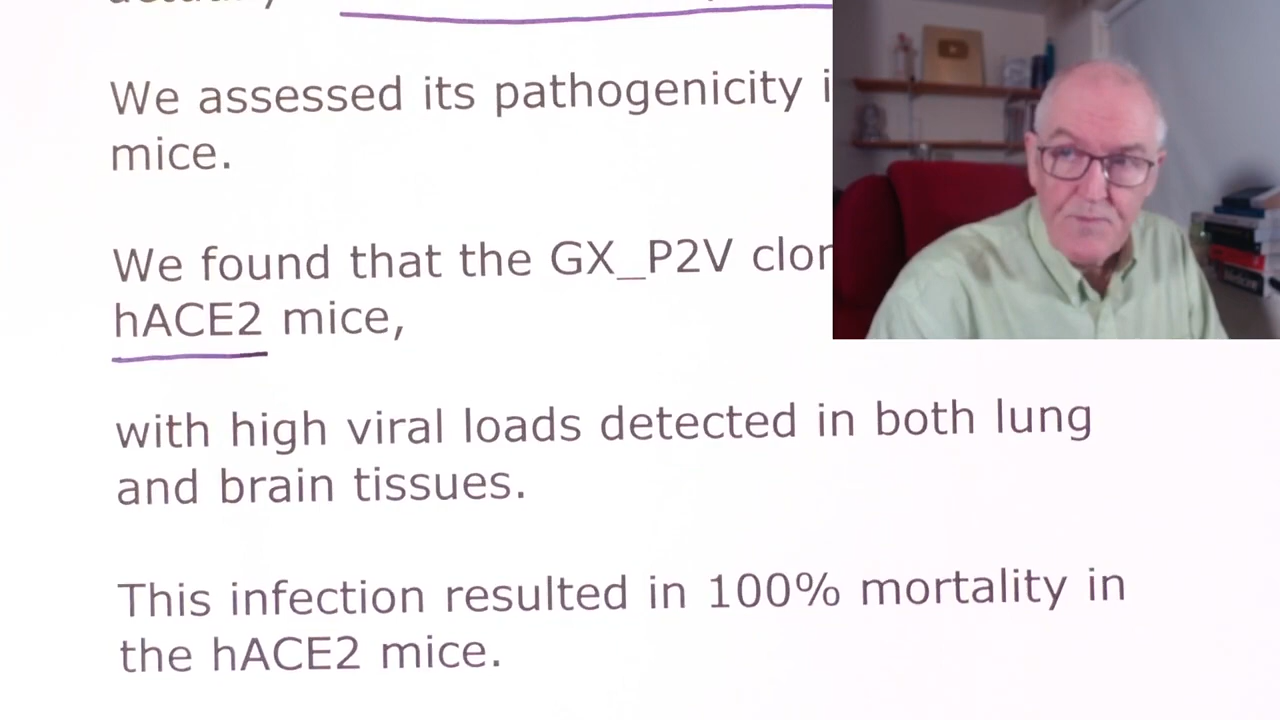 We assessed its pathogenicity
mice.
We found that the GX_P2V
hACE2 mice,
with high viral loads detected in both lung
and brain tissues.
This infection resulted in 100% mortality in
the hACE2 mice.